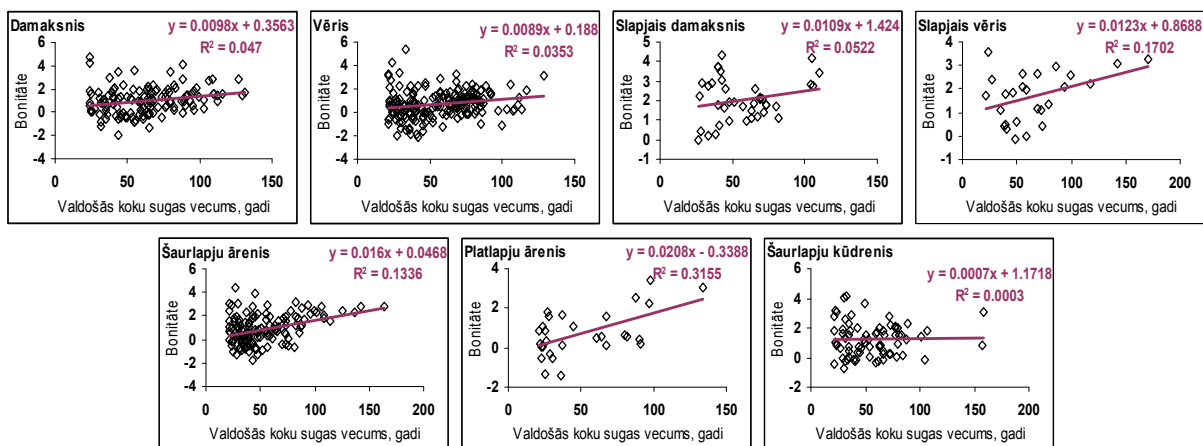 Damaksnis
y = 0.0098x + 0.3563
R² = 0.047
Bonitāte
6
4
2
0
-2
-4
0 50 100 150
Valdošās koku sugas vecums, gadi
Vēris
y = 0.0089x + 0.188
R² = 0.0353
Bonitāte
6
4
2
0
-2
-4
0 50 100 150
Valdošās koku sugas vecums, gadi
Slapjais damaksnis
y = 0.0109x + 1.424
R² = 0.0522
Bonitāte
5
4
3
2
1
0
-1
0 50 100 150
Valdošās koku sugas vecums, gadi
Slapjais vēris
y = 0.0123x + 0.8688
R² = 0.1702
Bonitāte
4
3
2
1
0
-1
0 50 100 150 200
Valdošās koku sugas vecums, gadi
Šaurlapju ārenis
y = 0.016x + 0.0468
R² = 0.1336
Bonitāte
6
4
2
0
-2
-4
0 50 100 150 200
Valdošās koku sugas vecums, gadi
Platlapju ārenis
y = 0.0208x - 0.3388
R² = 0.3155
Bonitāte
4
2
0
-2
0 50 100 150
Valdošās koku sugas vecums, gadi
Šaurlapju kūdrenis
y = 0.0007x + 1.1718
R² = 0.0003
Bonitāte
6
4
2
0
-2
0 50 100 150 200
Valdošās koku sugas vecums, gadi